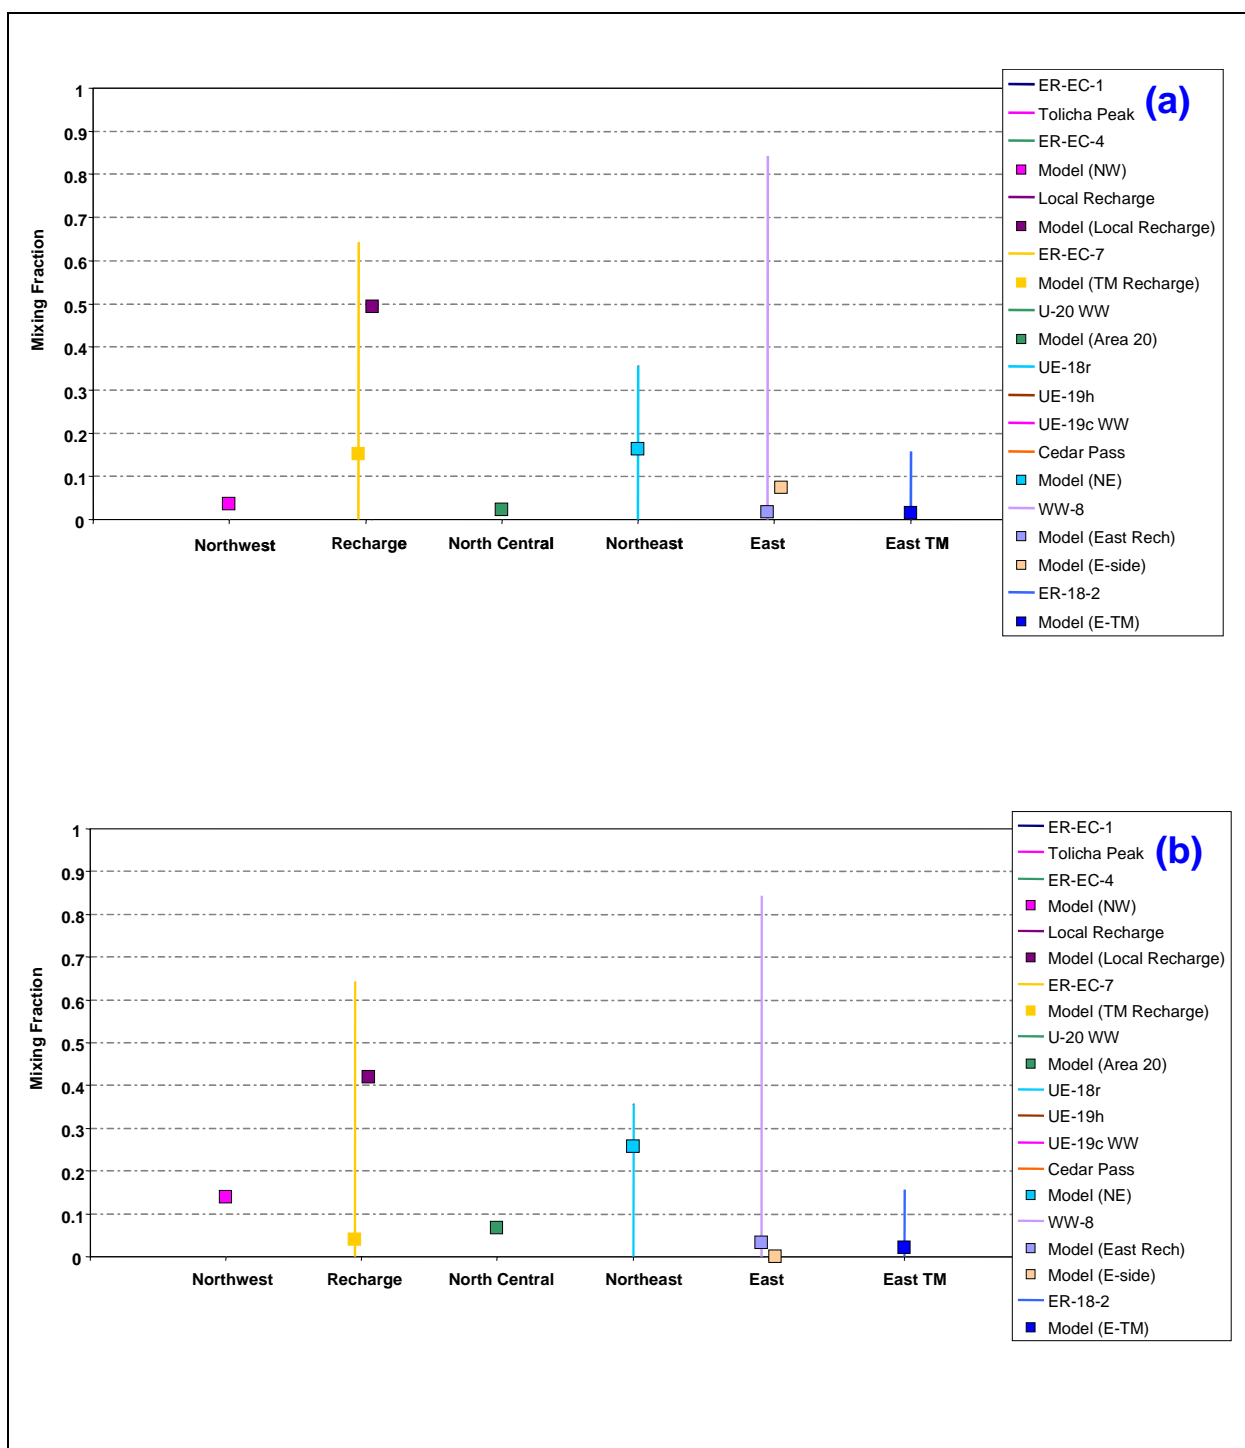 (a)
Mixing Fraction
1
0.9
0.8
0.7
0.6
0.5
0.4
0.3
0.2
0.1
0
Northwest Recharge North Central Northeast East East TM
ER-EC-1
Tolicha Peak
ER-EC-4
Model (NW)
Local Recharge
Model (Local Recharge)
ER-EC-7
Model (TM Recharge)
U-20 WW
Model (Area 20)
UE-18r
UE-19h
UE-19c WW
Cedar Pass
Model (NE)
WW-8
Model (East Rech)
Model (E-side)
ER-18-2
Model (E-TM)
(b)
Mixing Fraction
1
0.9
0.8
0.7
0.6
0.5
0.4
0.3
0.2
0.1
0
Northwest Recharge North Central Northeast East East TM
ER-EC-1
Tolicha Peak
ER-EC-4
Model (NW)
Local Recharge
Model (Local Recharge)
ER-EC-7
Model (TM Recharge)
U-20 WW
Model (Area 20)
UE-18r
UE-19h
UE-19c WW
Cedar Pass
Model (NE)
WW-8
Model (East Rech)
Model (E-side)
ER-18-2
Model (E-TM)